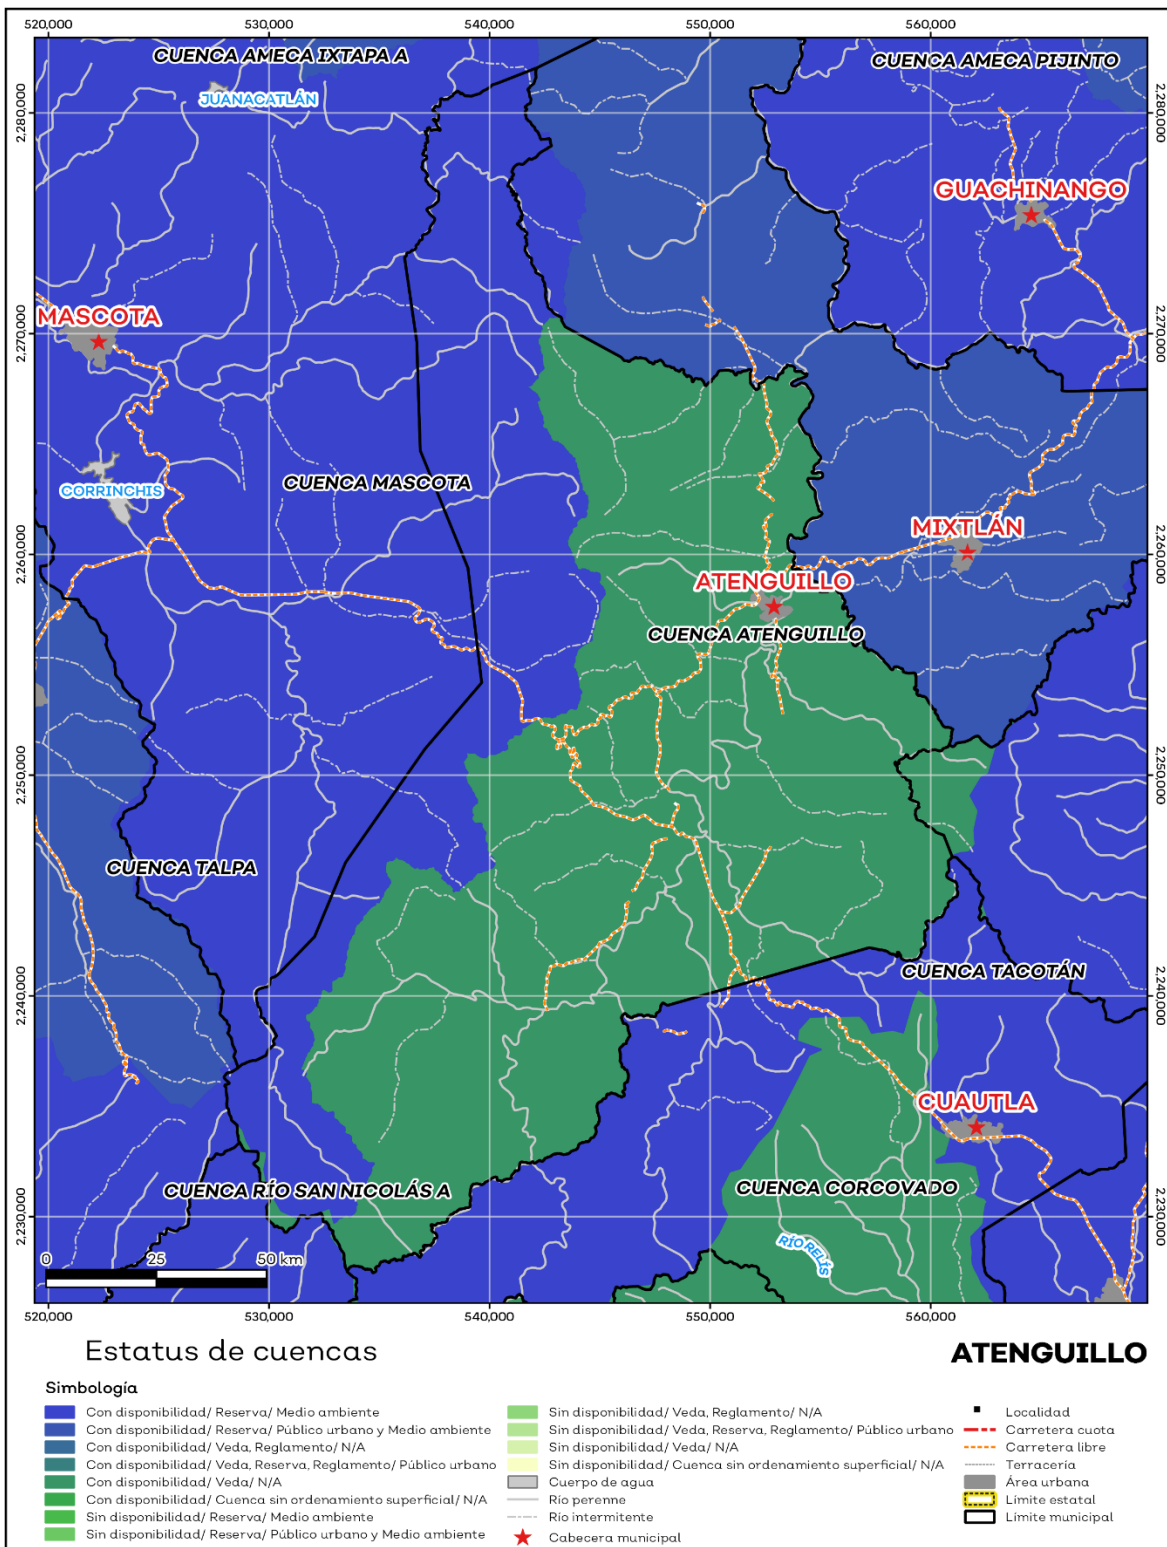 520,000
530,000
540,000
550,000
560,000
CUENCA AMECA IXTAPA A
CUENCA AMECA PIJINTO
JUANACATLÁN
2,280,000
2,280,000
GUACHINANGO
MASCOTA
2,270,000
2,270,000
CORRINCHIS
CUENCA MASCOTA
MIXTLÁN
2,260,000
2,260,000
ATENGUILLO
CUENCA ATENGUILLO
2,250,000
2,250,000
CUENCA TALPA
CUENCA TACOTÁN
2,240,000
2,240,000
CUAUTLA
CUENCA RÍO SAN NICOLÁS A
CUENCA CORCOVADO
2,230,000
2,230,000
RÍO RELÍS
0
25
50 km
520,000
530,000
540,000
550,000
560,000
Estatus de cuencas
ATENGUILLO
Simbología
Con disponibilidad/ Reserva/ Medio ambiente
Con disponibilidad/ Reserva/ Público urbano y Medio ambiente
Con disponibilidad/ Veda, Reglamento/ N/A
Con disponibilidad/ Veda, Reserva, Reglamento/ Público urbano
Con disponibilidad/ Veda/ N/A
Con disponibilidad/ Cuenca sin ordenamiento superficial/ N/A
Sin disponibilidad/ Reserva/ Medio ambiente
Sin disponibilidad/ Reserva/ Público urbano y Medio ambiente
Sin disponibilidad/ Veda, Reglamento/ N/A
Sin disponibilidad/ Veda, Reserva, Reglamento/ Público urbano
Sin disponibilidad/ Veda/ N/A
Sin disponibilidad/ Cuenca sin ordenamiento superficial/ N/A
Cuerpo de agua
Río perenne
Río intermitente
Cabecera municipal
Localidad
Carretera cuota
Carretera libre
Terracería
Área urbana
Límite estatal
Límite municipal